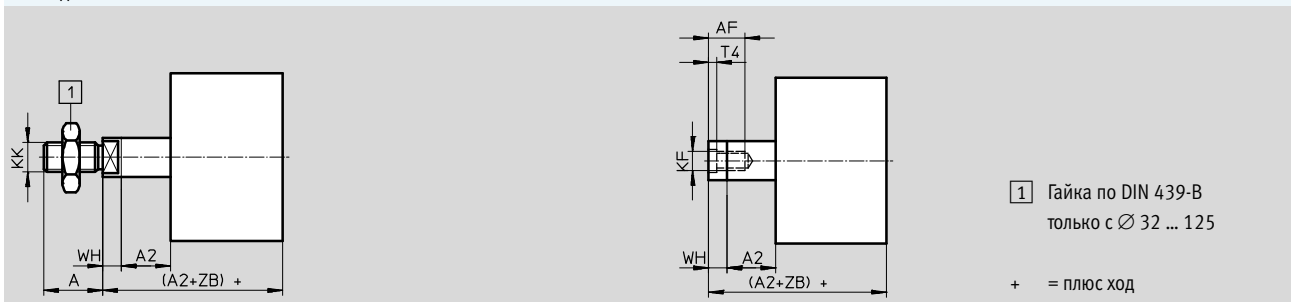 1
KK
WH
A2
A
(A2+ZB) +
AF
T4
KF
WH
A2
(A2+ZB) +
1 Гайка по DIN 439-B
только с ∅ 32 ... 125
+ = плюс ход